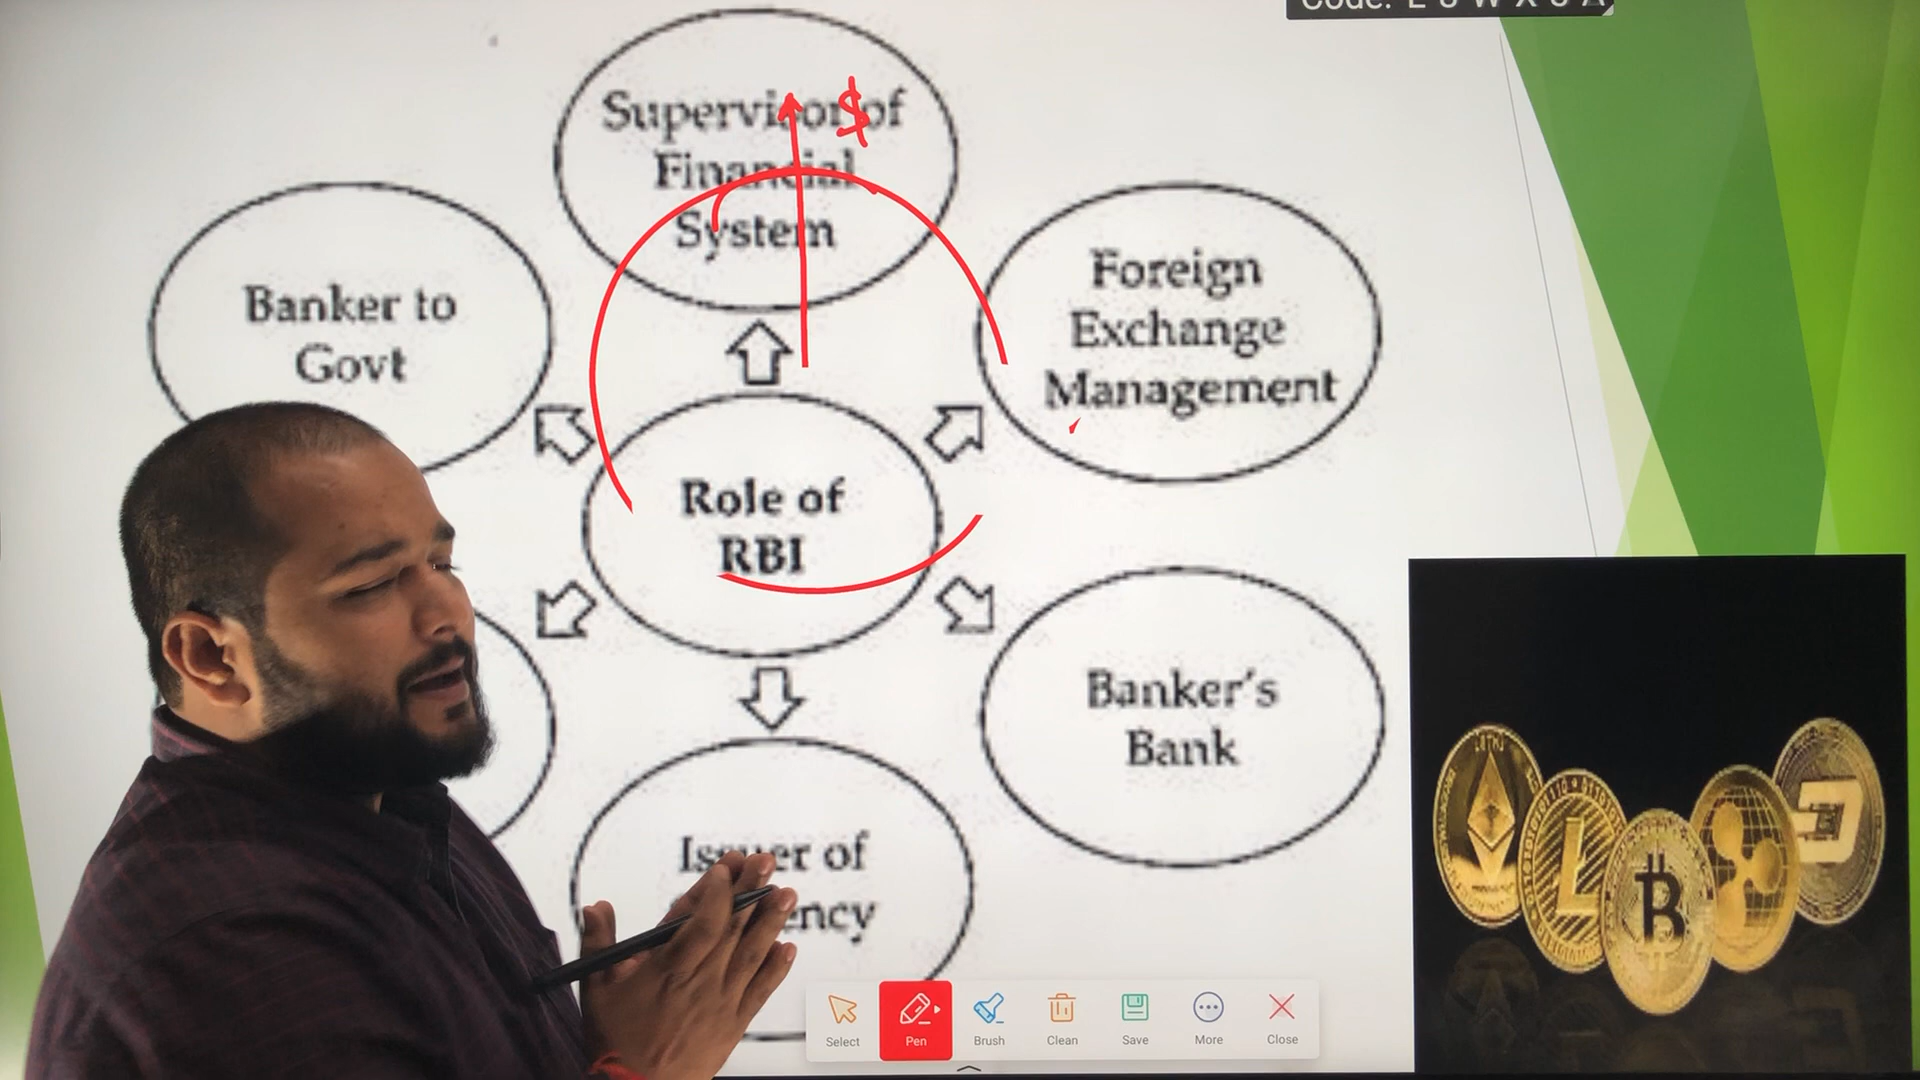 Supervisor of
Financial
System
$
Banker to
Govt
Foreign
Exchange
Management
Role of
RBI
Banker's
Bank
Issuer of
Select
Pen
Brush
Clean
Save
More
Close